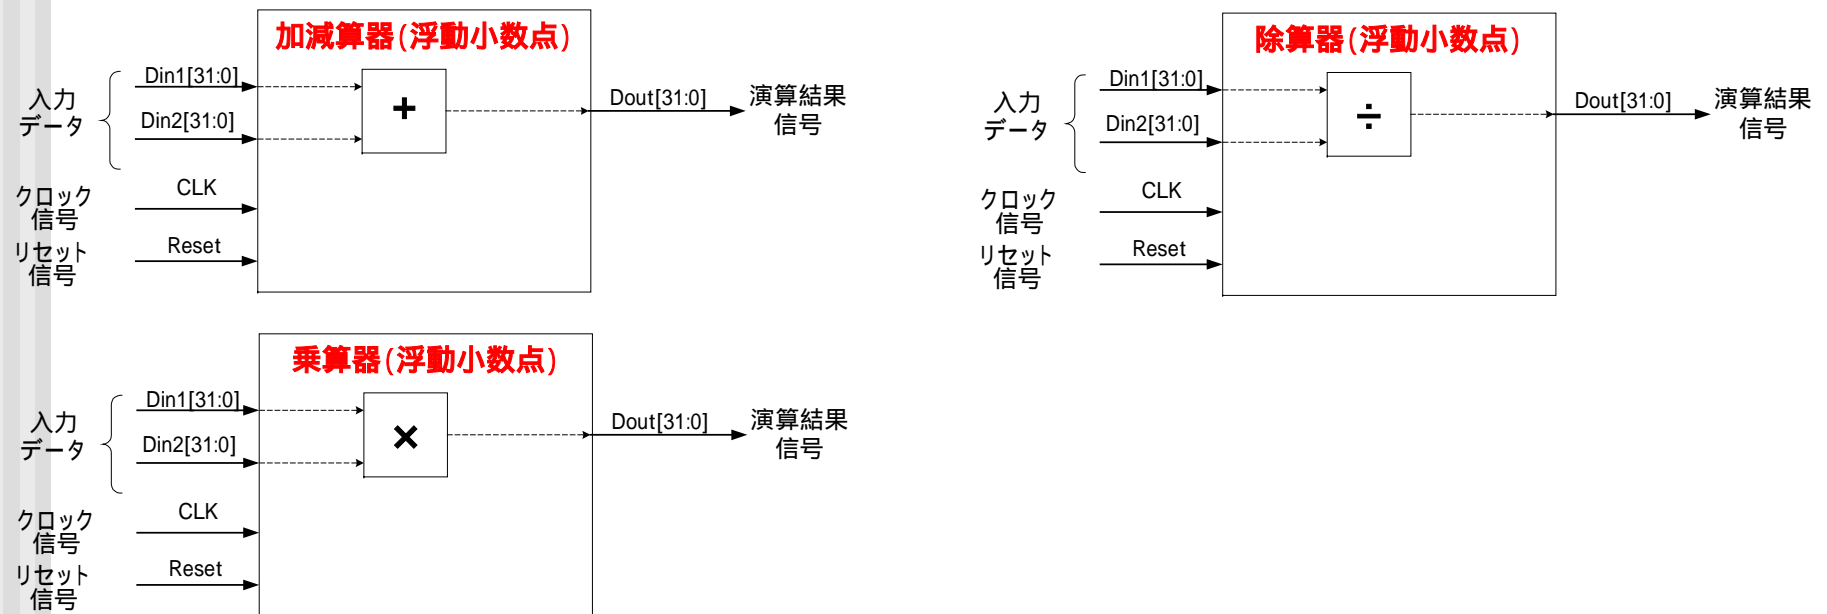 加減算器(浮動小数点)
Din1[31:0]
入力
データ
Din2[31:0]
+
Dout[31:0]
演算結果
信号
CLK
クロック
信号
Reset
リセット
信号
除算器(浮動小数点)
Din1[31:0]
入力
データ
Din2[31:0]
÷
Dout[31:0]
演算結果
信号
CLK
クロック
信号
Reset
リセット
信号
乗算器(浮動小数点)
Din1[31:0]
入力
データ
Din2[31:0]
×
Dout[31:0]
演算結果
信号
CLK
クロック
信号
Reset
リセット
信号